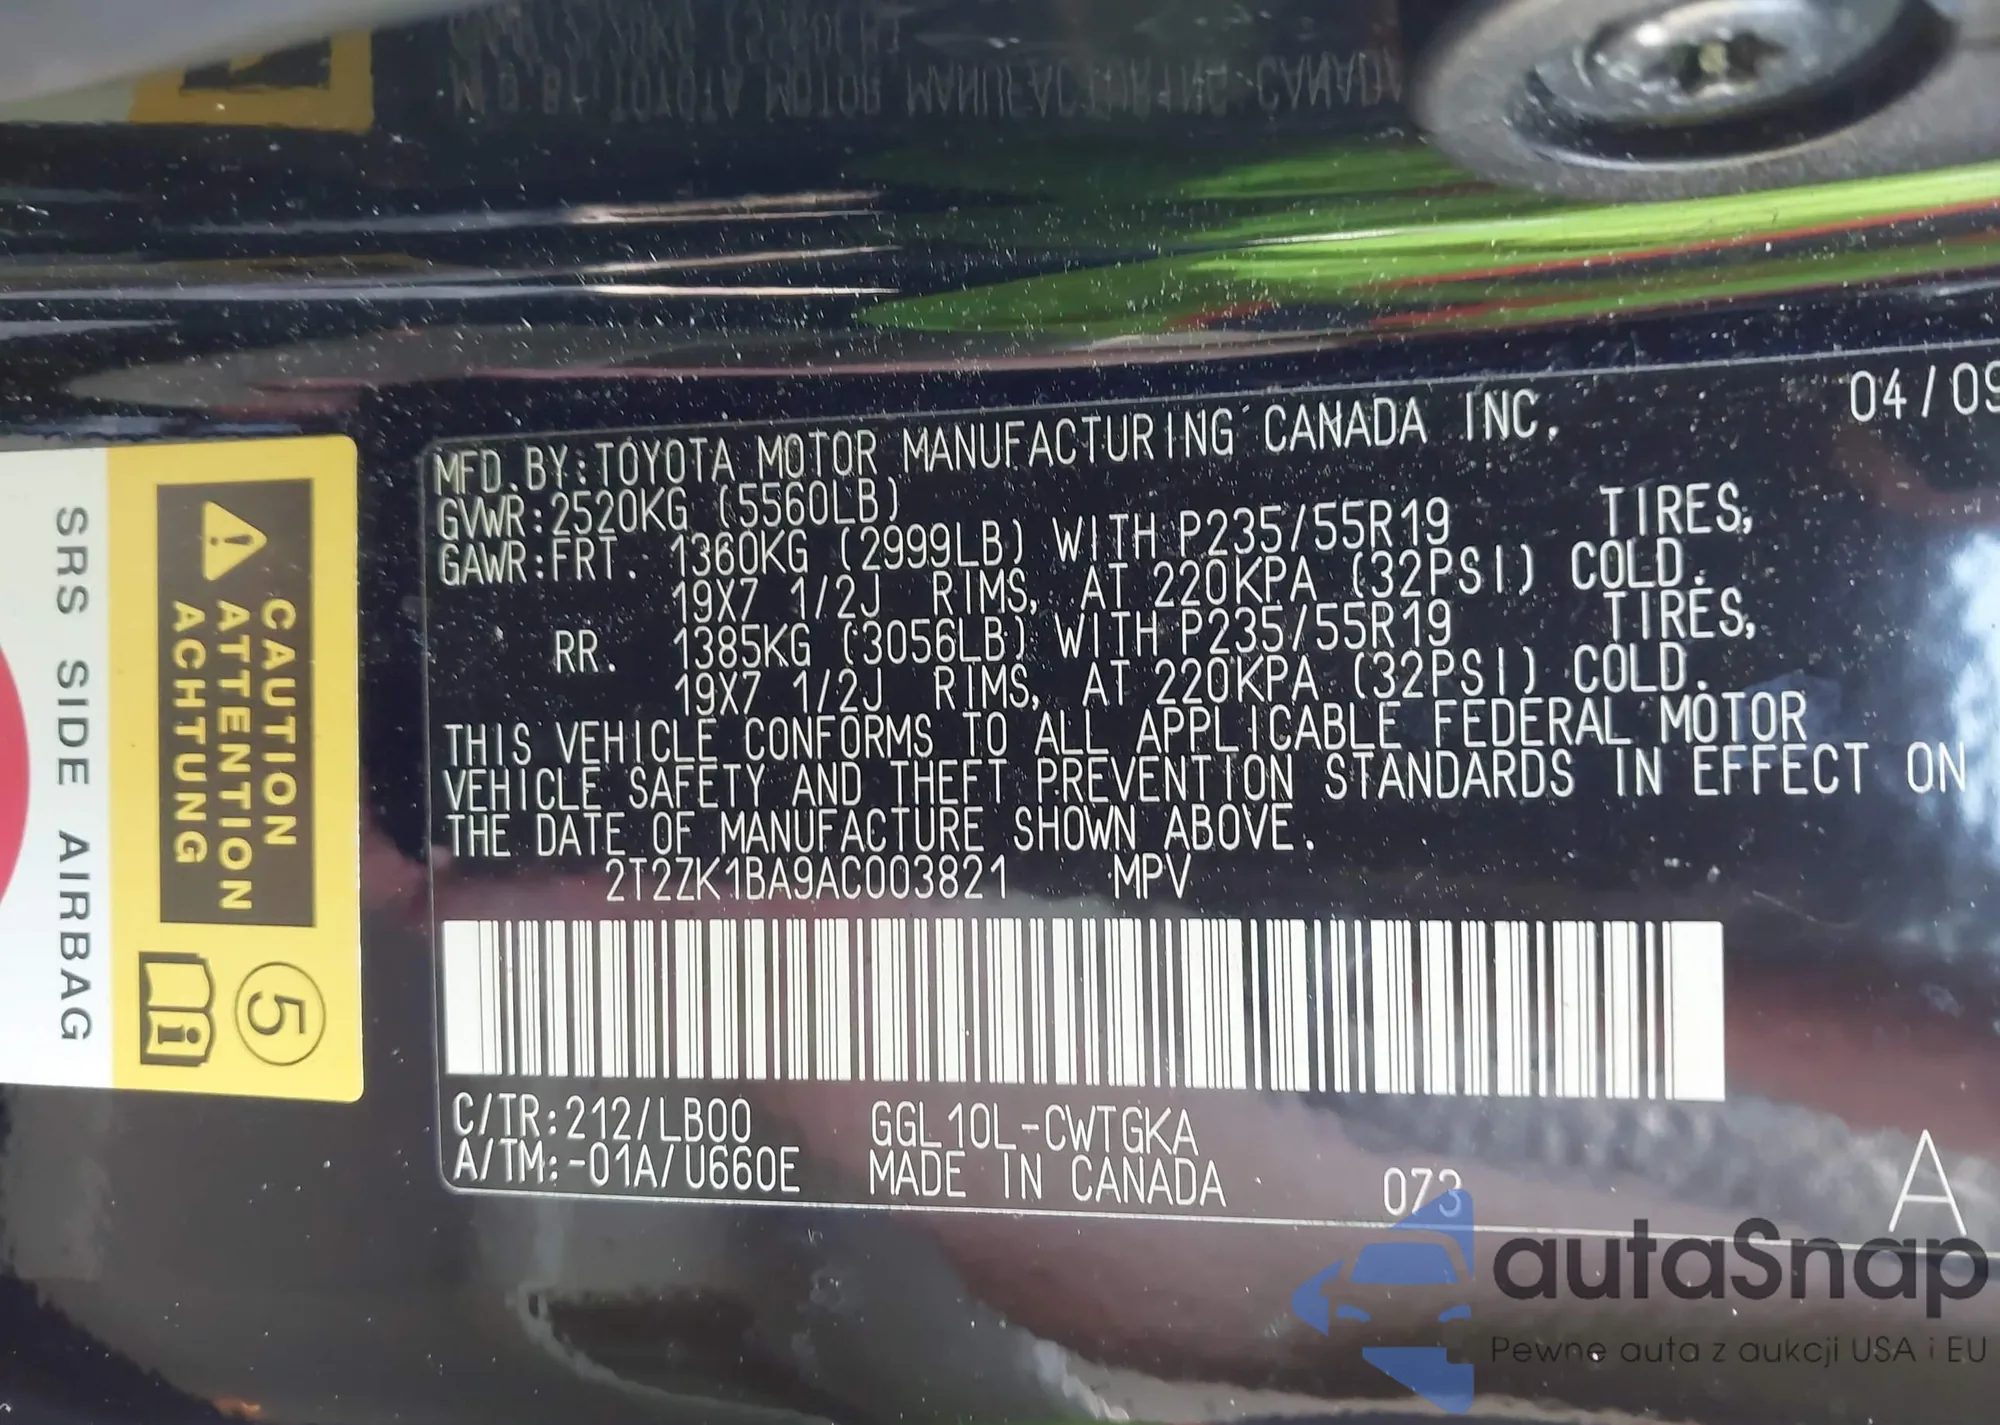 MFD.BY:TOYOTA MOTOR MANUFACTURING CANADA INC. 04/09
GVWR:2520KG (5560LB)
GAWR:FRT. 1360KG (2999LB) WITH P235/55R19 TIRES,
19X7 1/2J RIMS, AT 220KPA (32PSI) COLD.
RR. 1385KG (3056LB) WITH P235/55R19 TIRES,
19X7 1/2J RIMS, AT 220KPA (32PSI) COLD.
THIS VEHICLE CONFORMS TO ALL APPLICABLE FEDERAL MOTOR
VEHICLE SAFETY AND THEFT PREVENTION STANDARDS IN EFFECT ON
THE DATE OF MANUFACTURE SHOWN ABOVE.
2T2ZK1BA9AC003821 MPV
C/TR:212/LB00 GGL10L-CWTGKA
A/TM:-01A/U660E MADE IN CANADA 073 A
CAUTION
ATTENTION
ACHTUNG
5
i
SRS SIDE AIRBAG
autaSnap
Pewne auta z aukcji USA i EU